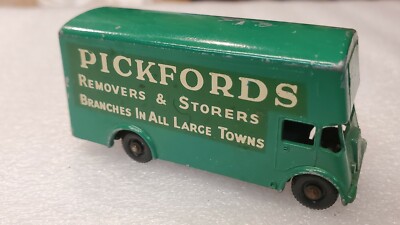 PICKFORDS
REMOVERS & STORERS
BRANCHES IN ALL LARGE TOWNS